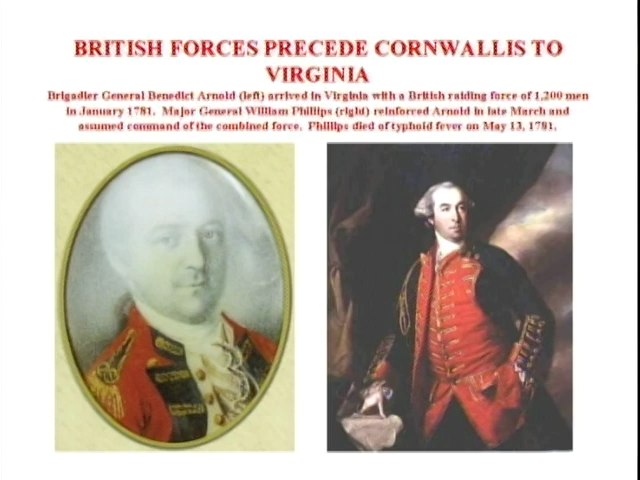 BRITISH FORCES PRECEDE CORNWALLIS TO
VIRGINIA
Brigadier General Benedict Arnold (left) arrived in Virginia with a British raiding force of 1,200 men
in January 1781. Major General William Phillips (right) reinforced Arnold in late March and
assumed command of the combined force. Phillips died of typhoid fever on May 13, 1781.